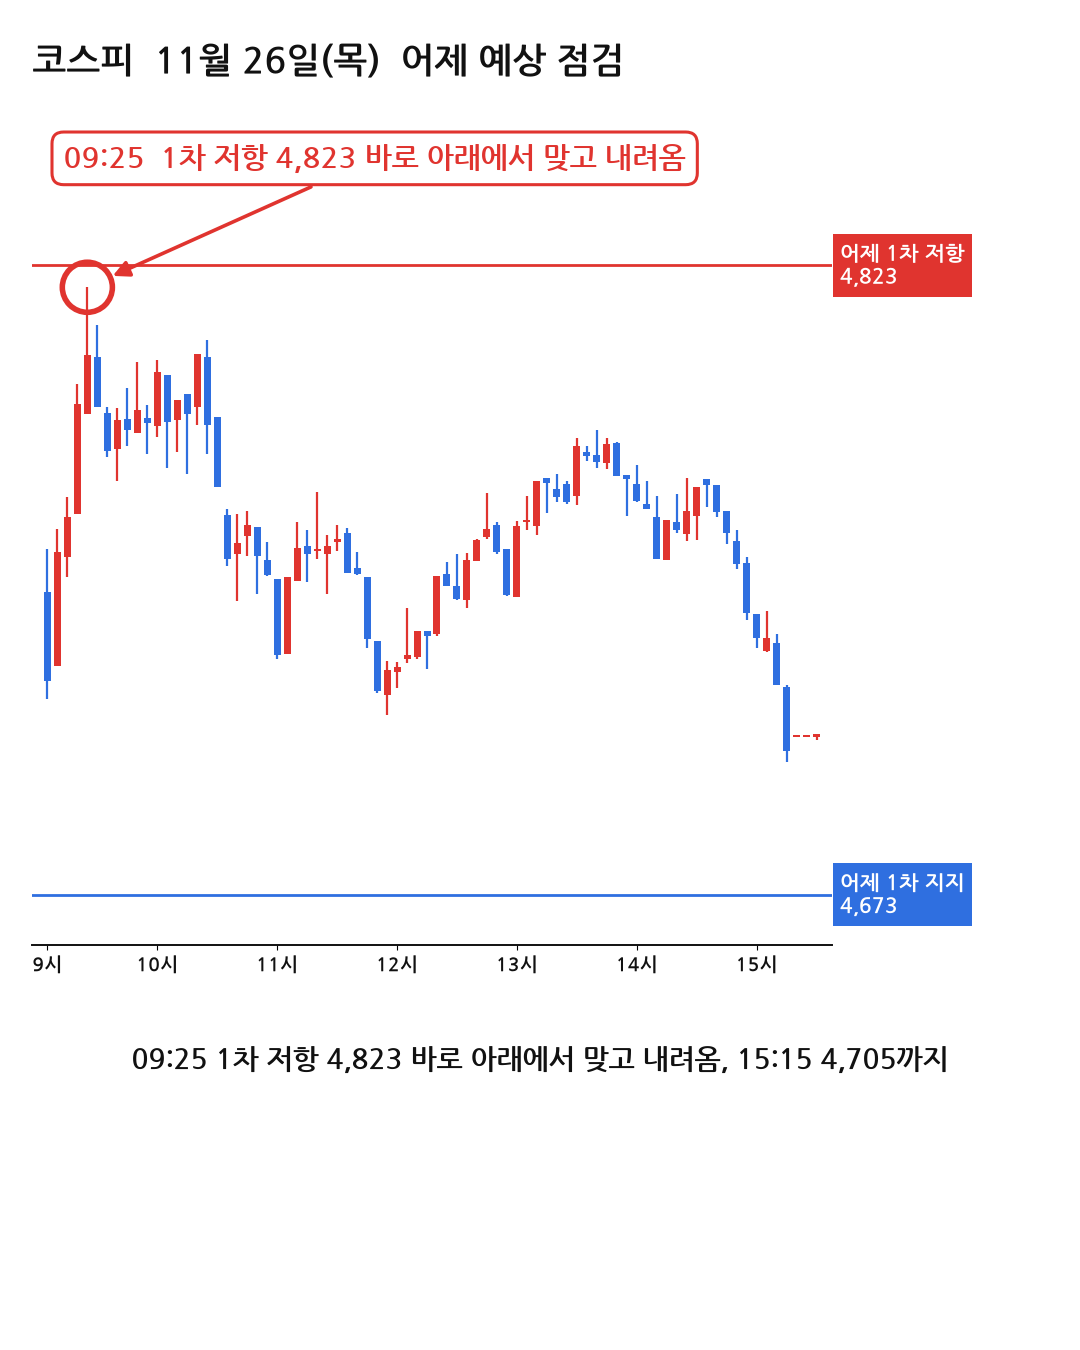 코스피  11월 26일(목)  어제 예상 점검
09:25  1차 저항 4,823 바로 아래에서 맞고 내려옴
어제 1차 저항
4,823
어제 1차 지지
4,673
9시 10시 11시 12시 13시 14시 15시
09:25 1차 저항 4,823 바로 아래에서 맞고 내려옴, 15:15 4,705까지